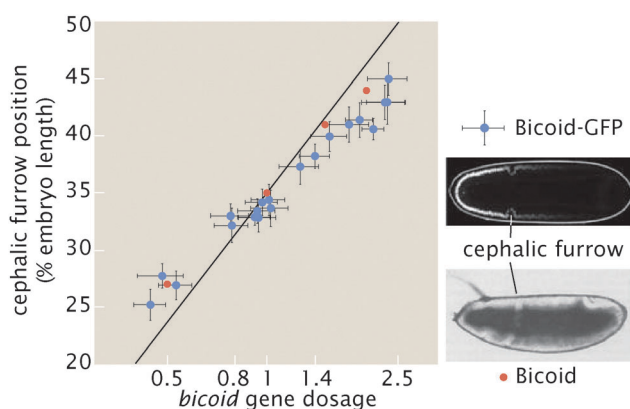 50
45
40
35
30
25
20
cephalic furrow position
(% embryo length)
0.5
0.8
1
1.4
2.5
bicoid gene dosage
Bicoid-GFP
cephalic furrow
Bicoid